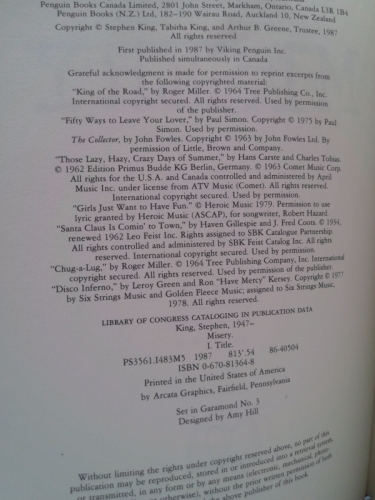 Penguin Books Canada Limited, 2801 John Street, Markham, Ontario, Canada L3R 1B4
Penguin Books (N.Z.) Ltd, 182–190 Wairau Road, Auckland 10, New Zealand
Copyright © Stephen King, Tabitha King, and Arthur B. Greene, Trustee, 1987
All rights reserved
First published in 1987 by Viking Penguin Inc.
Published simultaneously in Canada
Grateful acknowledgment is made for permission to reprint excerpts from
the following copyrighted material:
"King of the Road," by Roger Miller. © 1964 Tree Publishing Co., Inc.
International copyright secured. All rights reserved. Used by permission
of the publisher.
"Fifty Ways to Leave Your Lover," by Paul Simon. Copyright © 1975 by Paul
Simon. Used by permission.
The Collector, by John Fowles. Copyright © 1963 by John Fowles Ltd. By
permission of Little, Brown and Company.
"Those Lazy, Hazy, Crazy Days of Summer," by Hans Carste and Charles Tobias.
© 1962 Edition Primus Budde KG Berlin, Germany. © 1963 Comet Music Corp.
All rights for the U.S.A. and Canada controlled and administered by April
Music Inc. under license from ATV Music (Comet). All rights reserved.
International copyright secured. Used by permission.
"Girls Just Want to Have Fun." © Heroic Music 1979. Permission to use
lyric granted by Heroic Music (ASCAP), for songwriter, Robert Hazard.
"Santa Claus Is Comin' to Town," by Haven Gillespie and J. Fred Coots. © 1934,
renewed 1962 Leo Feist Inc. Rights assigned to SBK Catalogue Partnership.
All rights controlled and administered by SBK Feist Catalog Inc. All rights
reserved. International copyright secured. Used by permission.
"Chug-a-Lug," by Roger Miller. © 1964 Tree Publishing Company, Inc. International
copyright secured. All rights reserved. Used by permission of the publisher.
"Disco Inferno," by Leroy Green and Ron "Have Mercy" Kersey. Copyright © 1977
by Six Strings Music and Golden Fleece Music; assigned to Six Strings Music,
1978. All rights reserved.
LIBRARY OF CONGRESS CATALOGING IN PUBLICATION DATA
King, Stephen, 1947–
Misery.
I. Title.
PS3561.I483M5 1987 813'.54 86-40504
ISBN 0-670-81364-8
Printed in the United States of America
by Arcata Graphics, Fairfield, Pennsylvania
Set in Garamond No. 3
Designed by Amy Hill
Without limiting the rights under copyright reserved above, no part of this
publication may be reproduced, stored in or introduced into a retrieval system,
or transmitted, in any form or by any means (electronic, mechanical, photo-
or otherwise), without the prior written permission of both
the above publisher of this book.